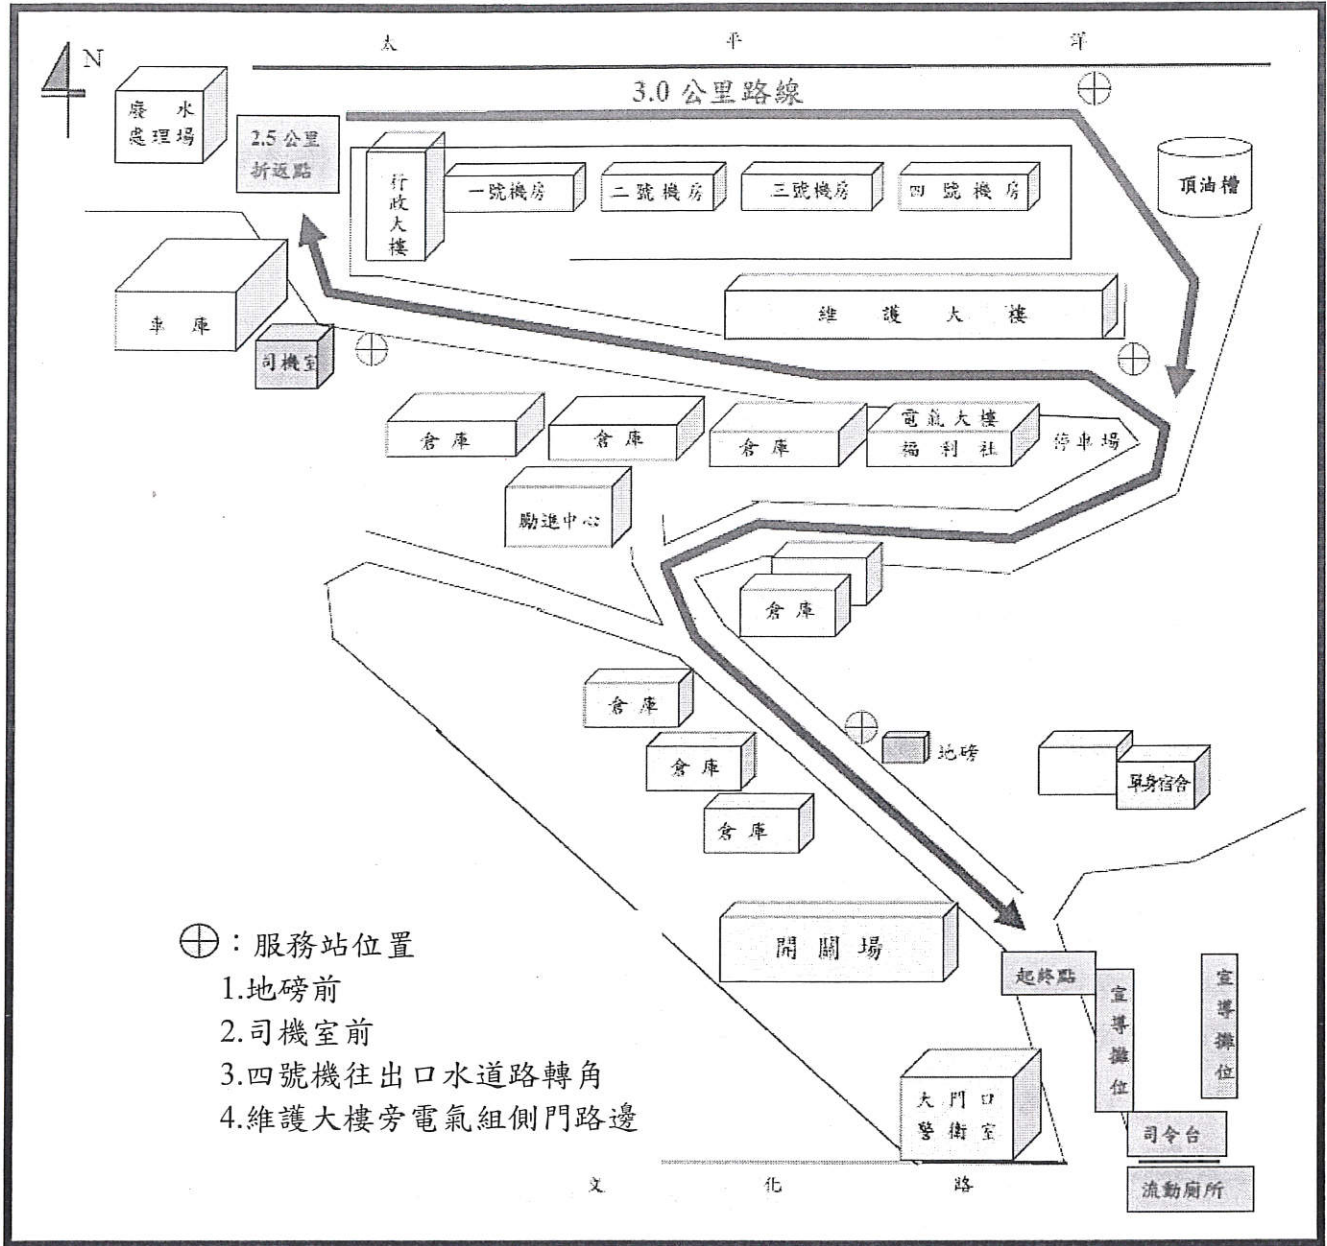 太平洋
N
3.0 公里路線
廢水
處理場
2.5 公里
折返點
行政大樓
一號機房
二號機房
三號機房
四號機房
頂油槽
維護大樓
車庫
司機室
倉庫
倉庫
倉庫
電氣大樓
福利社
停車場
勵進中心
倉庫
倉庫
地磅
倉庫
單身宿舍
倉庫
開關場
⊕：服務站位置
1.地磅前
2.司機室前
3.四號機往出口水道路轉角
4.維護大樓旁電氣組側門路邊
起終點
宣導攤位
宣導攤位
大門口
警衛室
司令台
流動廁所
文化路